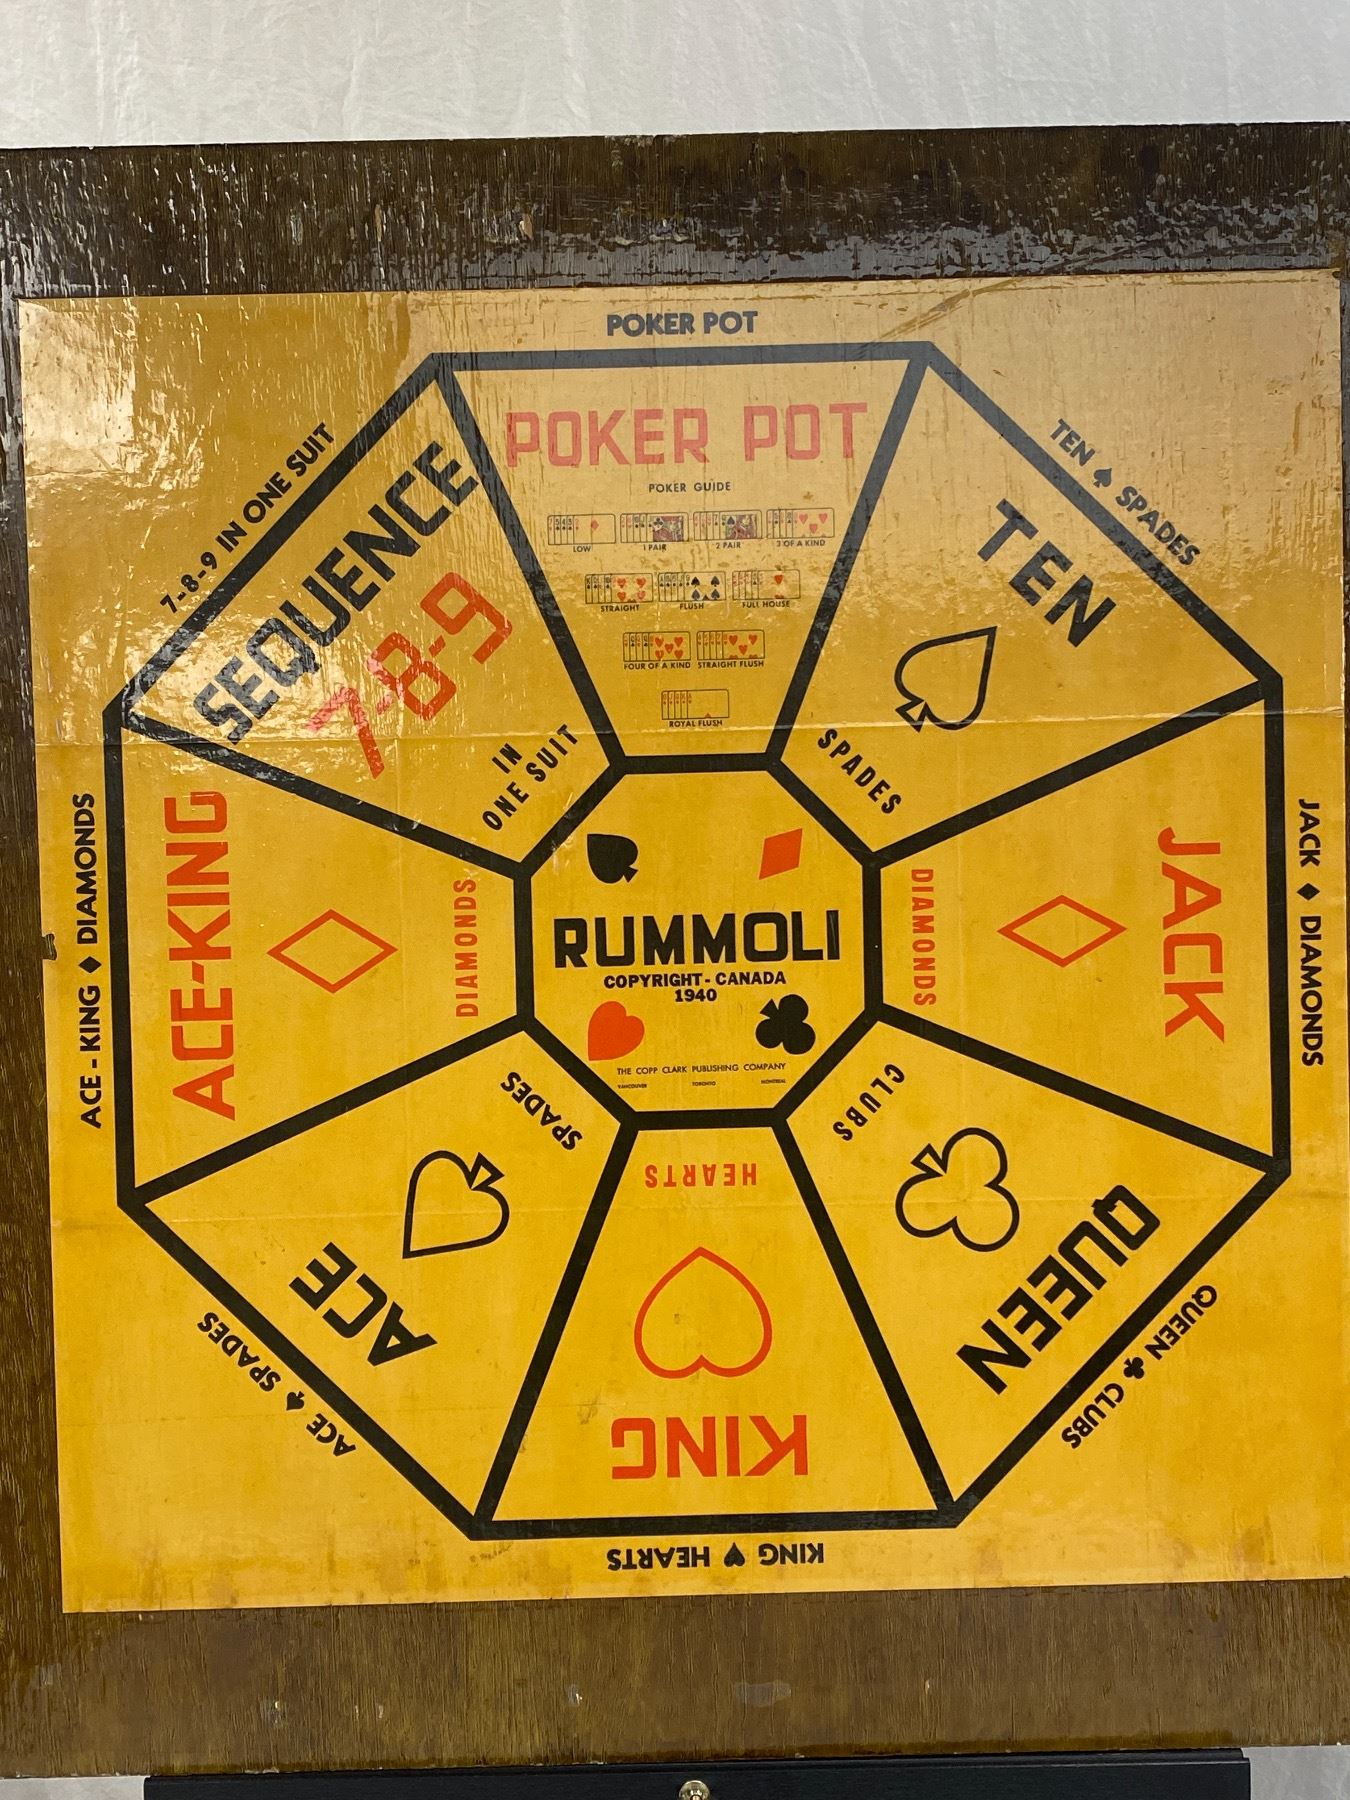 POKER POT
POKER POT
POKER GUIDE
LOW
1 PAIR
2 PAIR
3 OF A KIND
STRAIGHT
FLUSH
FULL HOUSE
FOUR OF A KIND
STRAIGHT FLUSH
ROYAL FLUSH
TEN ♠ SPADES
TEN
SPADES
JACK ♦ DIAMONDS
JACK
DIAMONDS
QUEEN ♣ CLUBS
QUEEN
CLUBS
KING ♥ HEARTS
KING
HEARTS
ACE ♠ SPADES
ACE
SPADES
ACE - KING ♦ DIAMONDS
ACE-KING
DIAMONDS
7-8-9 IN ONE SUIT
SEQUENCE
7-8-9
IN
ONE SUIT
RUMMOLI
COPYRIGHT - CANADA
1940
THE COPP CLARK PUBLISHING COMPANY
VANCOUVER TORONTO MONTREAL